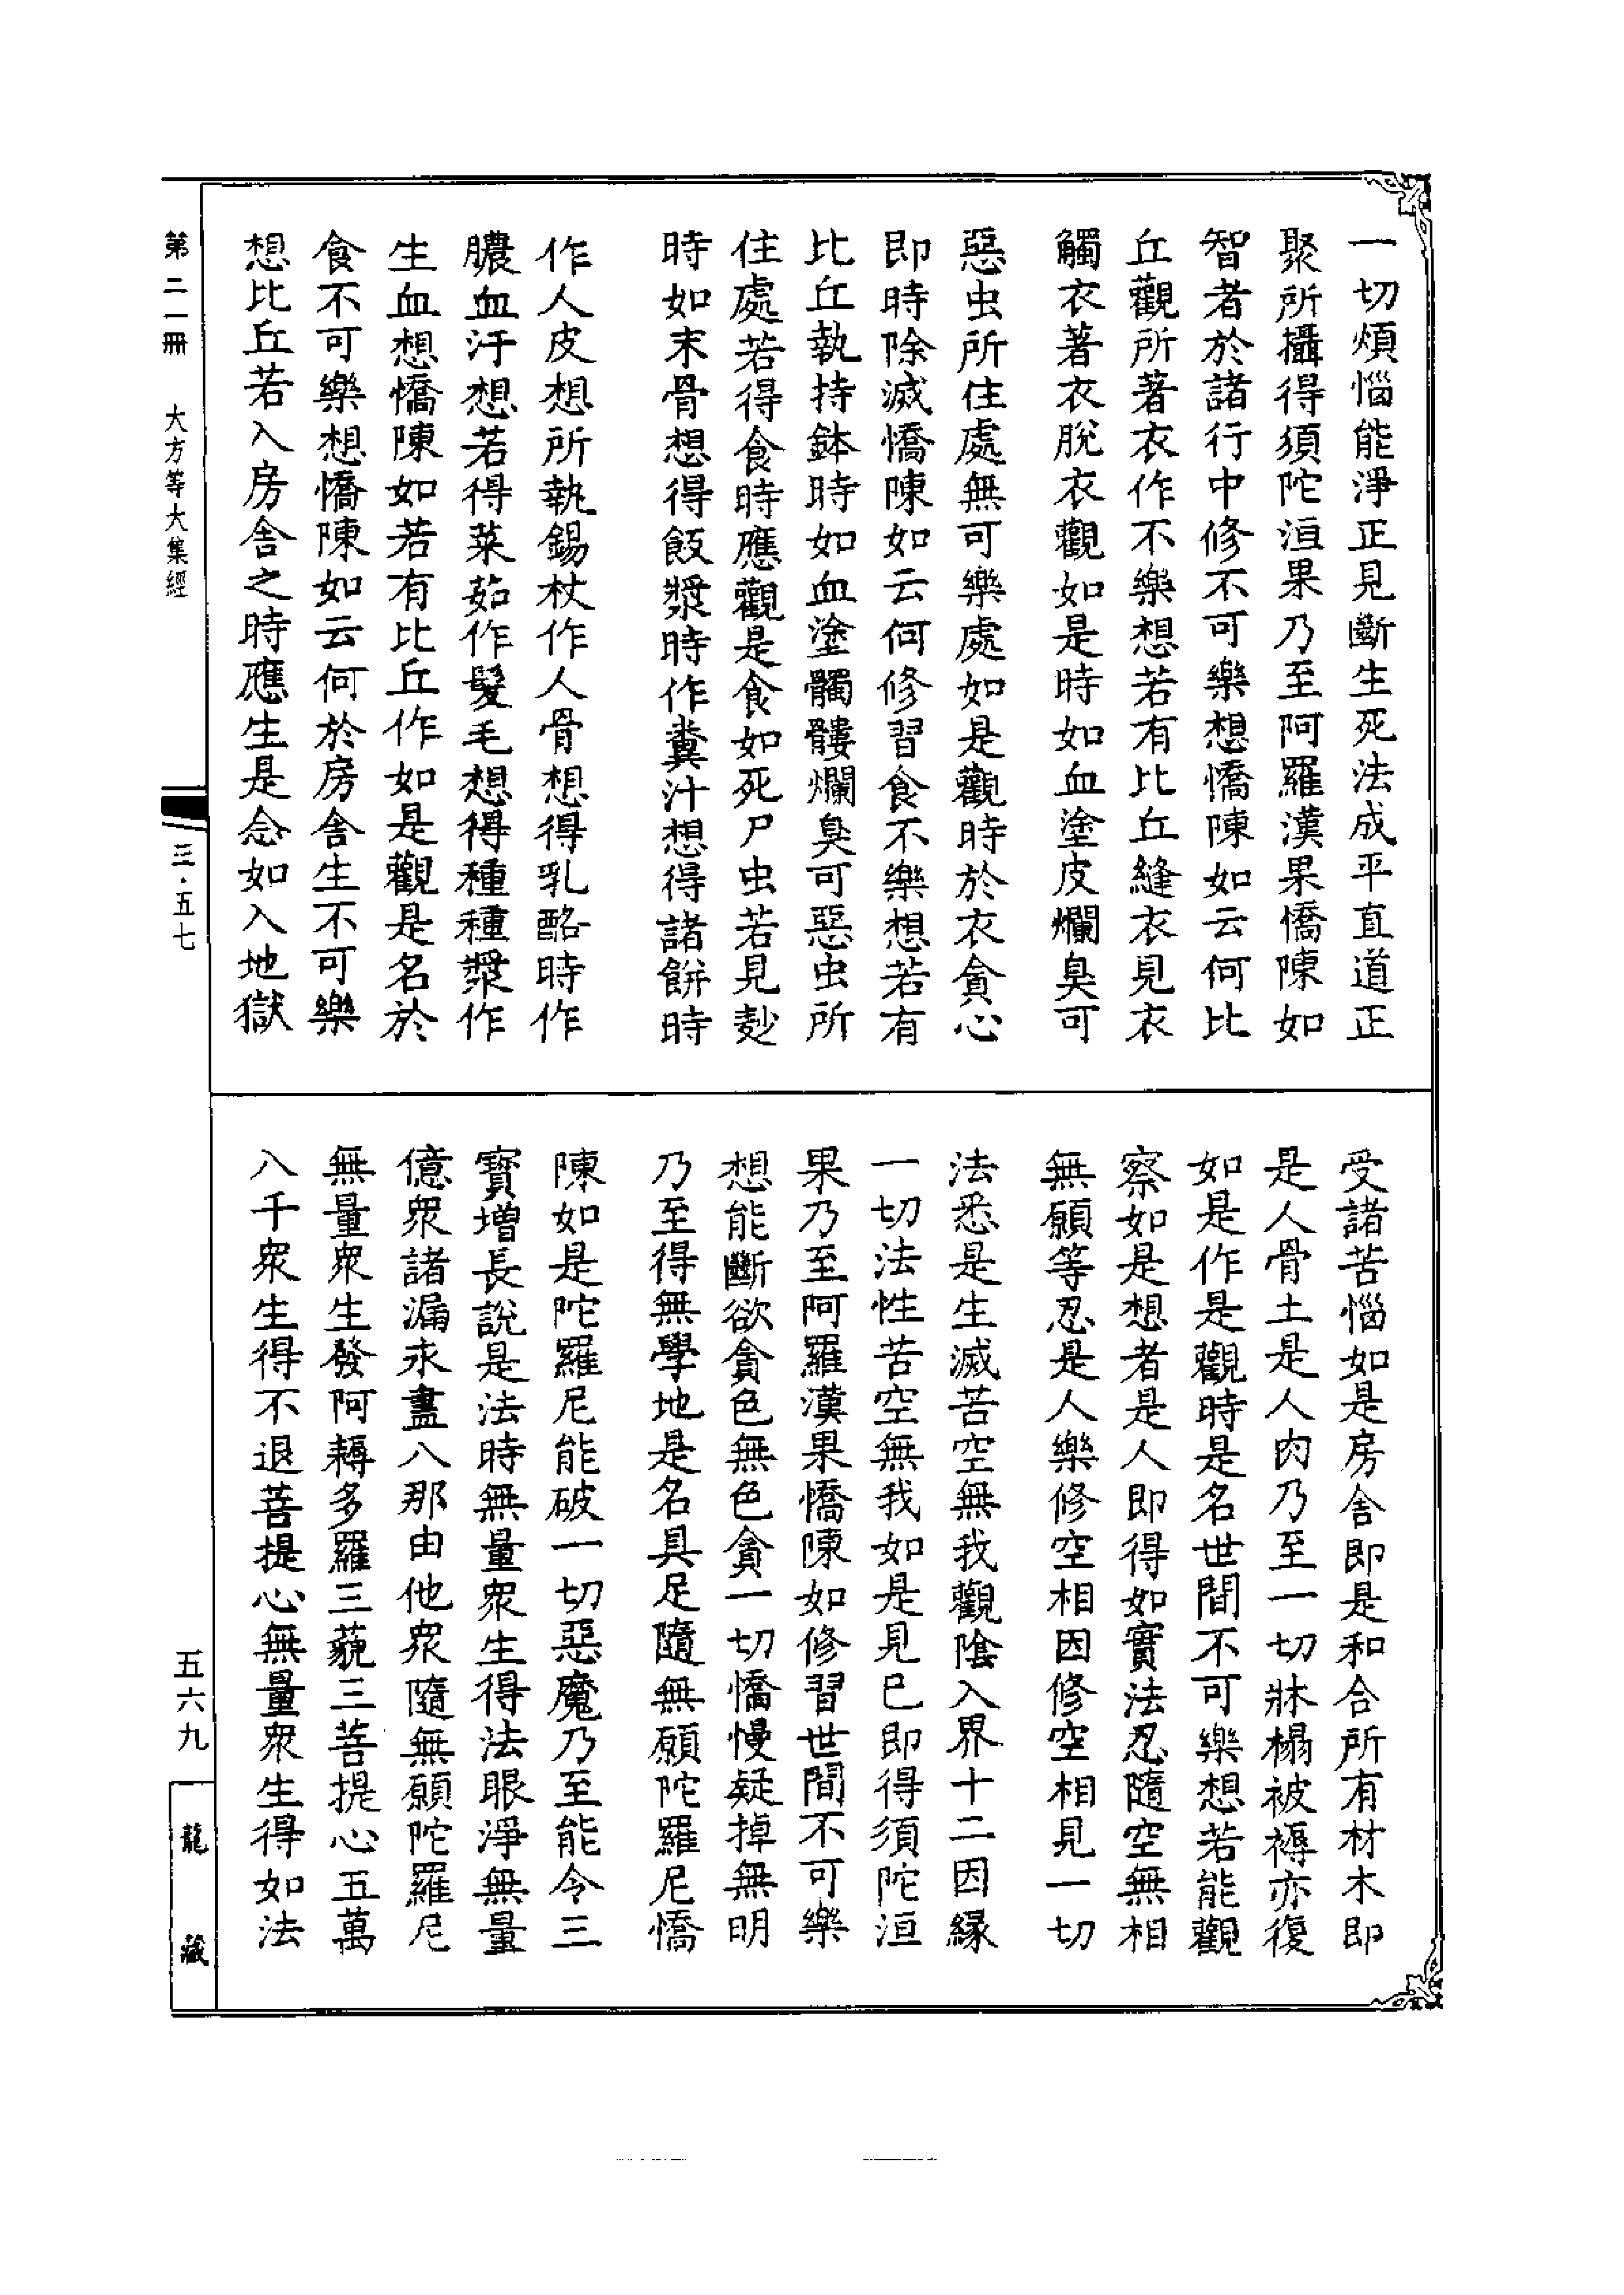 一切煩惱能淨正見斷生死法成平直道正
聚所攝得須陀洹果乃至阿羅漢果憍陳如
智者於諸行中修不可樂想憍陳如云何比
丘觀所著衣作不樂想若有比丘縫衣見衣
觸衣著衣脫衣觀如是時如血塗皮爛臭可
惡虫所住處無可樂處如是觀時於衣貪心
即時除滅憍陳如云何修習食不樂想若有
比丘執持鉢時如血塗髑髏爛臭可惡虫所
住處若得食時應觀是食如死尸虫若見麨
時如末骨想得飯漿時作糞汁想得諸餅時
作人皮想所執錫杖作人骨想得乳酪時作
膿血汙想若得菜茹作髮毛想得種種漿作
生血想憍陳如若有比丘作如是觀是名於
食不可樂想憍陳如云何於房舍生不可樂
想比丘若入房舍之時應生是念如入地獄
受諸苦惱如是房舍即是和合所有材木即
是人骨土是人肉乃至一切牀榻被褥亦復
如是作是觀時是名世間不可樂想若能觀
察如是想者是人即得如實法忍隨空無相
無願等忍是人樂修空相因修空相見一切
法悉是生滅苦空無我觀陰入界十二因緣
一切法性苦空無我如是見已即得須陀洹
果乃至阿羅漢果憍陳如修習世間不可樂
想能斷欲貪色無色貪一切憍慢疑掉無明
乃至得無學地是名具足隨無願陀羅尼憍
陳如是陀羅尼能破一切惡魔乃至能令三
寶增長說是法時無量眾生得法眼淨無量
億眾諸漏永盡八那由他眾隨無願陀羅尼
無量眾生發阿耨多羅三藐三菩提心五萬
八千眾生得不退菩提心無量眾生得如法
第二一冊 大方等大集經
三·五七
五六九
龍藏